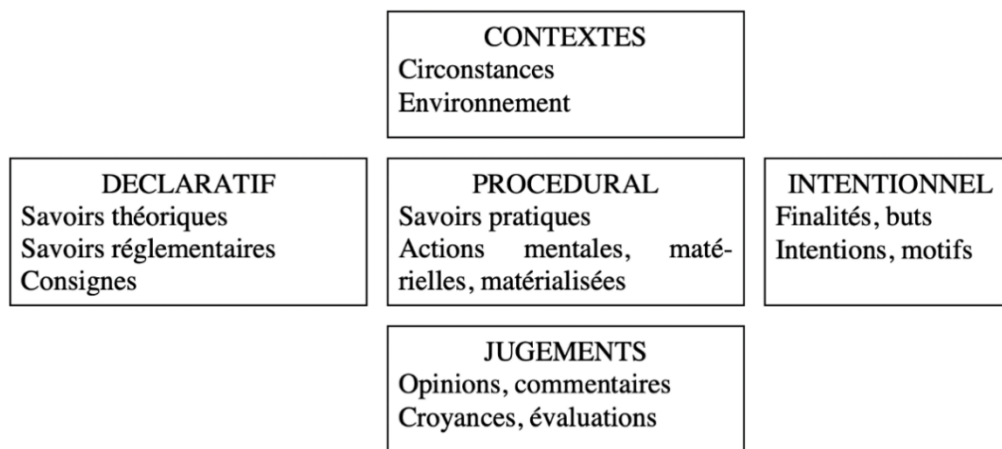 CONTEXTES
Circonstances
Environnement
DECLARATIF
Savoirs théoriques
Savoirs réglementaires
Consignes
PROCEDURAL
Savoirs pratiques
Actions mentales, maté-
rielles, matérialisées
INTENTIONNEL
Finalités, buts
Intentions, motifs
JUGEMENTS
Opinions, commentaires
Croyances, évaluations